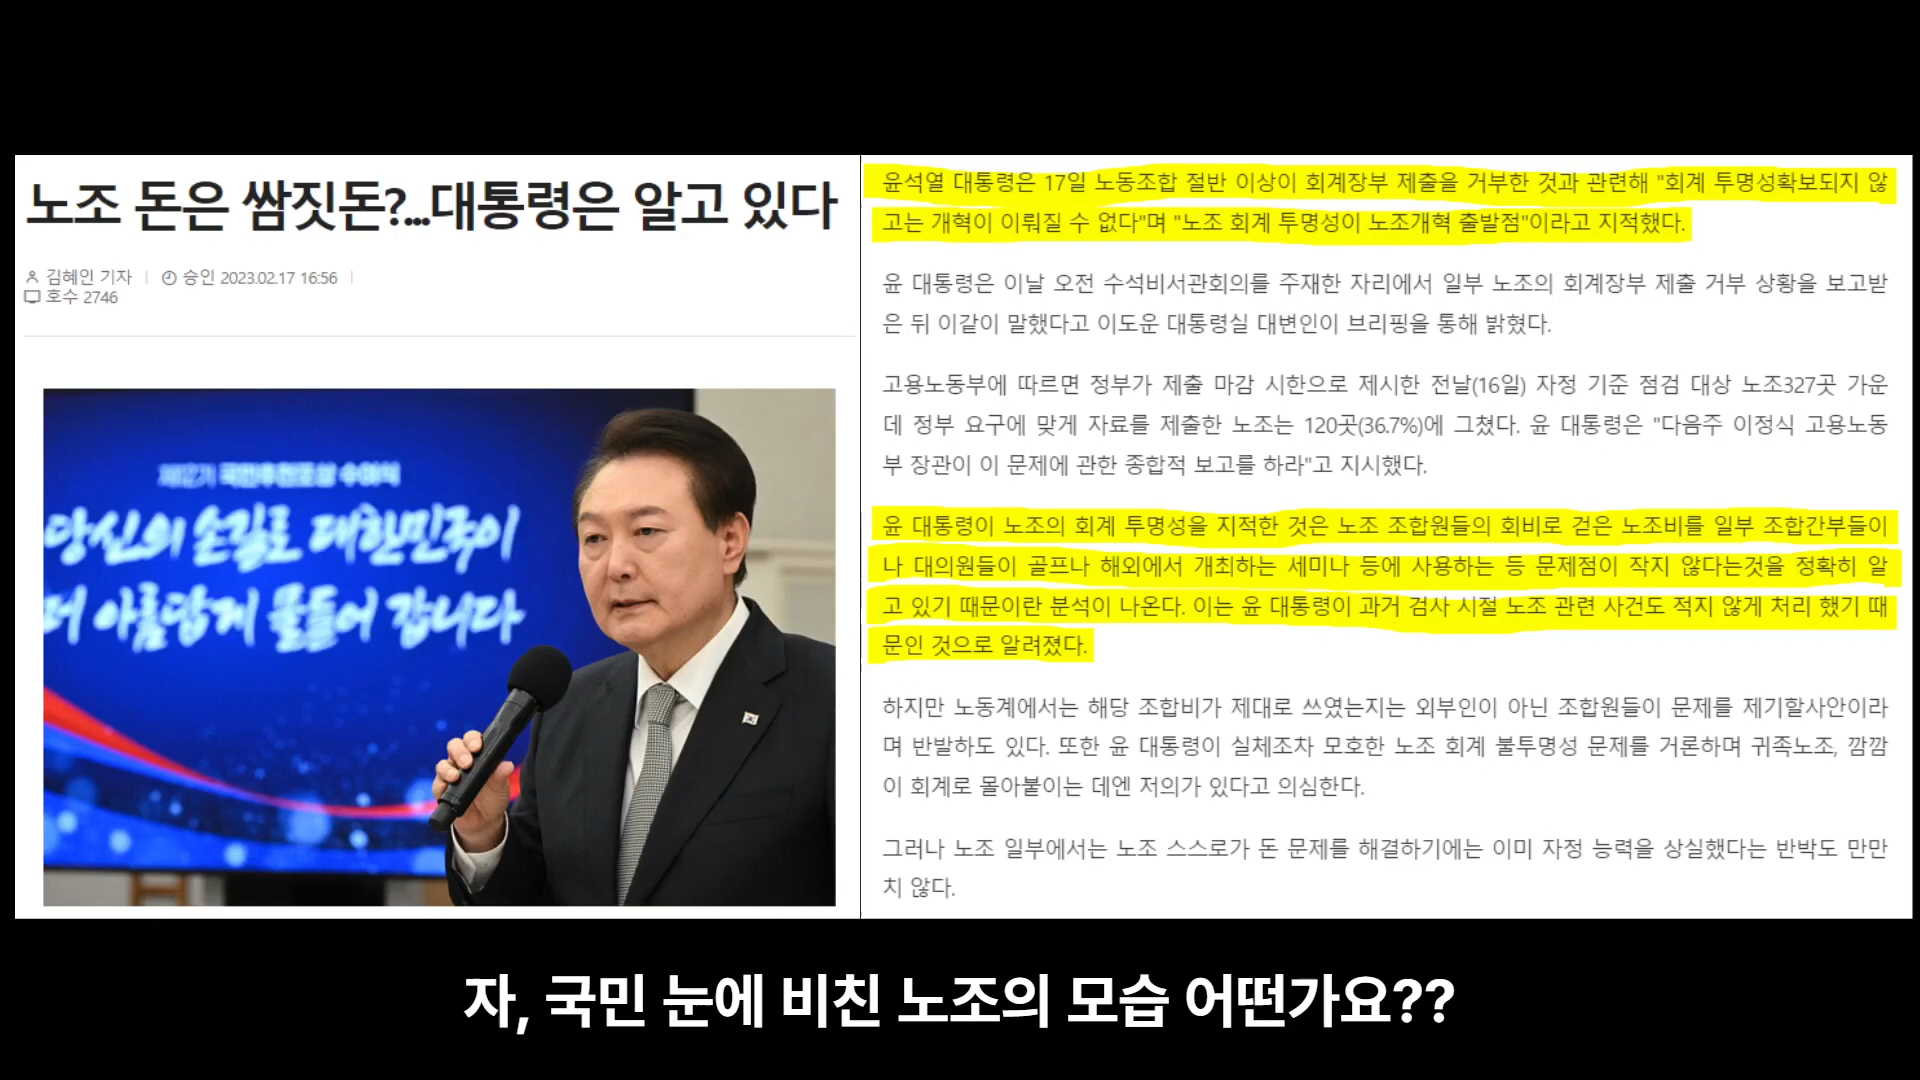 노조 돈은 쌈짓돈?...대통령은 알고 있다
김혜인 기자
승인 2023.02.17 16:56
호수 2746
제2기 국민추천포상 수여식
당신의 손길로 대한민국이
더 아름답게 물들어 갑니다
윤석열 대통령은 17일 노동조합 절반 이상이 회계장부 제출을 거부한 것과 관련해 "회계 투명성확보되지 않
고는 개혁이 이뤄질 수 없다"며 "노조 회계 투명성이 노조개혁 출발점"이라고 지적했다.
윤 대통령은 이날 오전 수석비서관회의를 주재한 자리에서 일부 노조의 회계장부 제출 거부 상황을 보고받
은 뒤 이같이 말했다고 이도운 대통령실 대변인이 브리핑을 통해 밝혔다.
고용노동부에 따르면 정부가 제출 마감 시한으로 제시한 전날(16일) 자정 기준 점검 대상 노조327곳 가운
데 정부 요구에 맞게 자료를 제출한 노조는 120곳(36.7%)에 그쳤다. 윤 대통령은 "다음주 이정식 고용노동
부 장관이 이 문제에 관한 종합적 보고를 하라"고 지시했다.
윤 대통령이 노조의 회계 투명성을 지적한 것은 노조 조합원들의 회비로 걷은 노조비를 일부 조합간부들이
나 대의원들이 골프나 해외에서 개최하는 세미나 등에 사용하는 등 문제점이 작지 않다는것을 정확히 알
고 있기 때문이란 분석이 나온다. 이는 윤 대통령이 과거 검사 시절 노조 관련 사건도 적지 않게 처리 했기 때
문인 것으로 알려졌다.
하지만 노동계에서는 해당 조합비가 제대로 쓰였는지는 외부인이 아닌 조합원들이 문제를 제기할사안이라
며 반발하도 있다. 또한 윤 대통령이 실체조차 모호한 노조 회계 불투명성 문제를 거론하며 귀족노조, 깜깜
이 회계로 몰아붙이는 데엔 저의가 있다고 의심한다.
그러나 노조 일부에서는 노조 스스로가 돈 문제를 해결하기에는 이미 자정 능력을 상실했다는 반박도 만만
치 않다.
자, 국민 눈에 비친 노조의 모습 어떤가요??